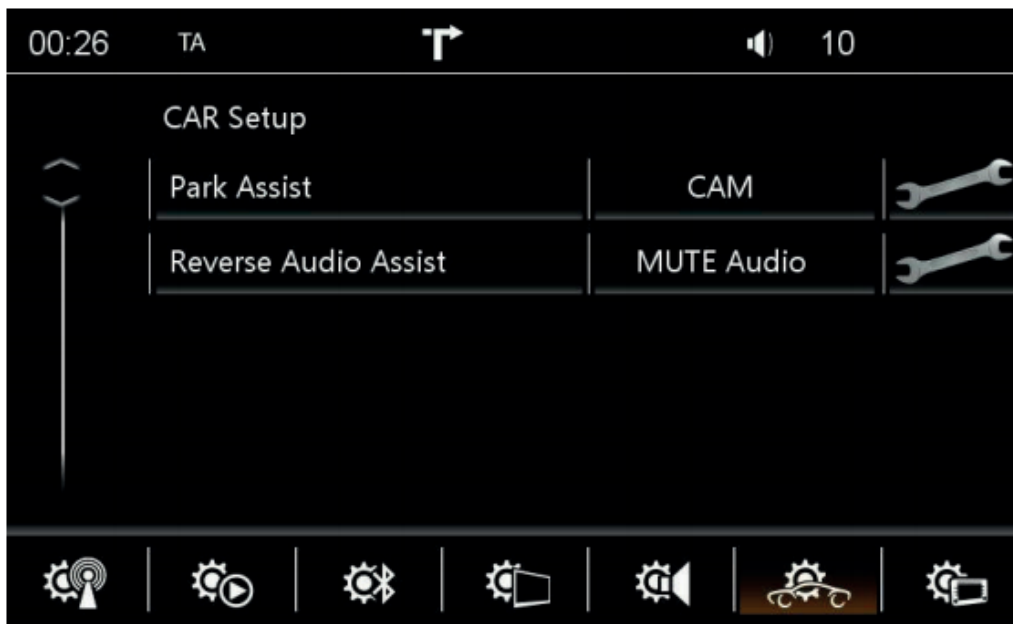 00:26 TA 10
CAR Setup
Park Assist CAM
Reverse Audio Assist MUTE Audio